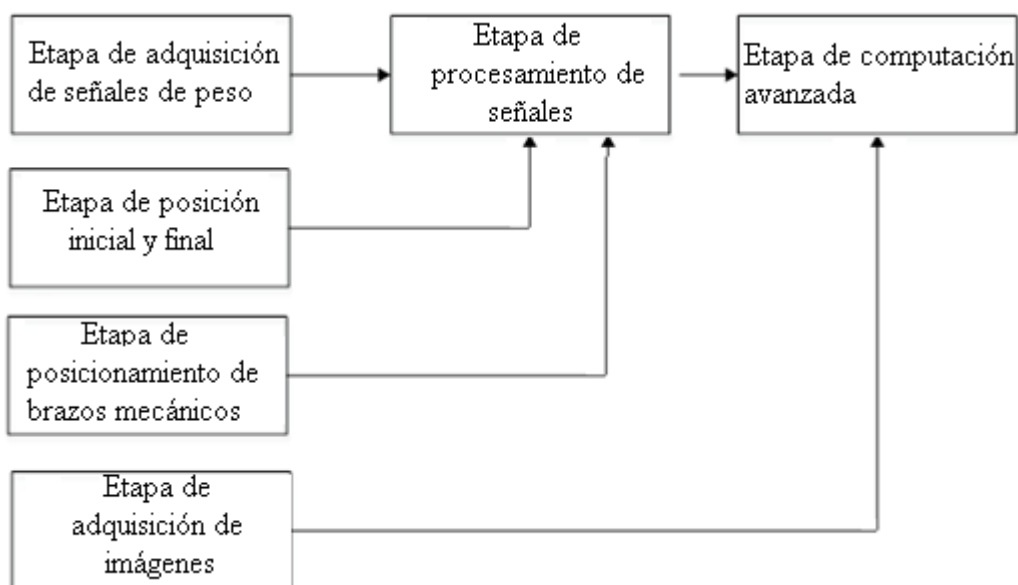 Etapa de adquisición
de señales de peso
Etapa de
procesamiento de
señales
Etapa de computación
avanzada
Etapa de posición
inicial y final
Etapa de
posicionamiento de
brazos mecánicos
Etapa de
adquisición de
imágenes